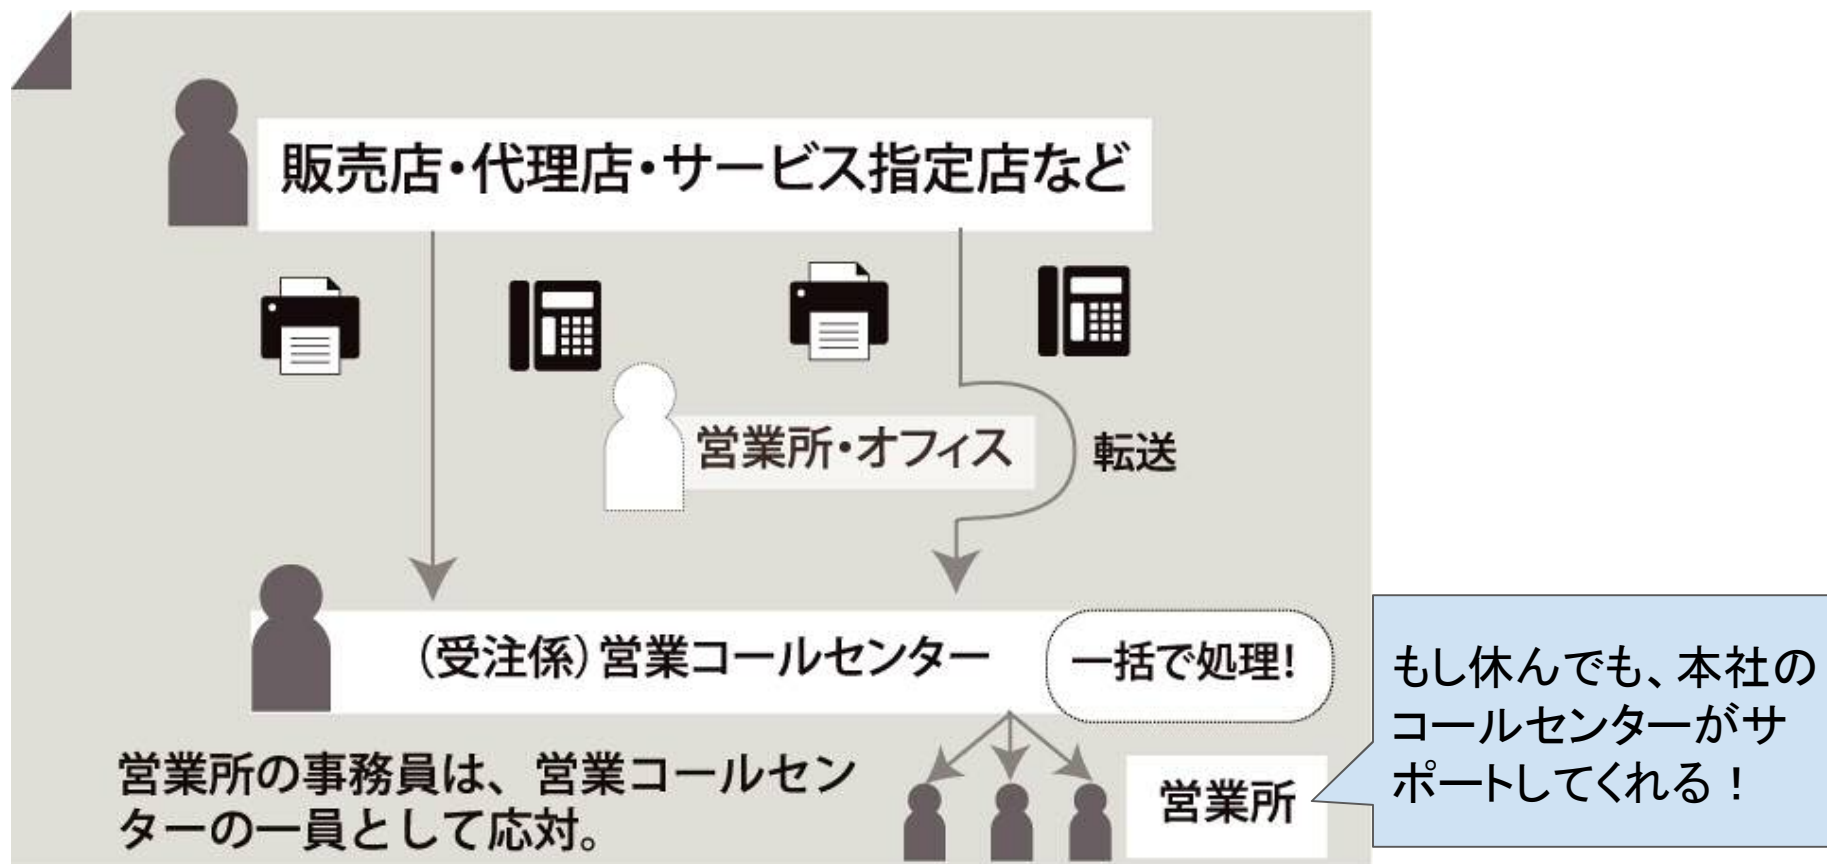 販売店・代理店・サービス指定店など
営業所・オフィス
転送
（受注係）営業コールセンター
一括で処理！
営業所の事務員は、営業コールセン
ターの一員として応対。
営業所
もし休んでも、本社の
コールセンターがサ
ポートしてくれる！